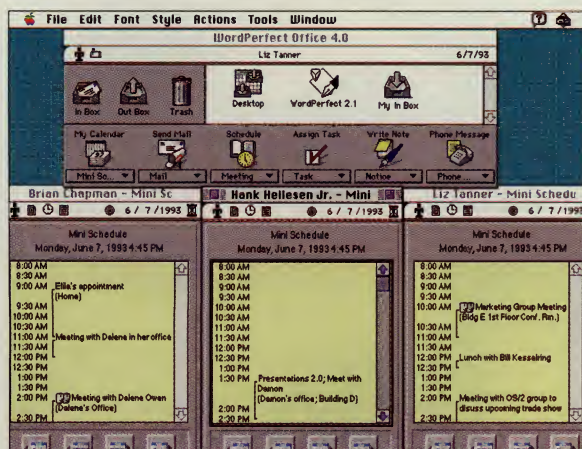 File Edit Font Style Actions Tools Window
WordPerfect Office 4.0
Liz Tanner 6/7/93
In Box Out Box Trash
Desktop WordPerfect 2.1 My In Box
My Calendar Send Mail Schedule Assign Task Write Note Phone Message
Mini Sc... Mail Meeting Task Notice Phone ...
Brian Chapman - Mini Sc
6/ 7/1993
Mini Schedule
Monday, June 7, 1993 4:45 PM
8:00 AM
8:30 AM
9:00 AM Ellia's appointment
(Home)
9:30 AM
10:00 AM
10:30 AM
11:00 AM Meeting with Dalene in her office
11:30 AM
12:00 PM
12:30 PM
1:00 PM
1:30 PM
2:00 PM Meeting with Dalene Owen
(Dalene's Office)
2:30 PM
Hank Hellesen Jr. - Mini
6/ 7/1993
Mini Schedule
Monday, June 7, 1993 4:45 PM
8:00 AM
8:30 AM
9:00 AM
9:30 AM
10:00 AM
10:30 AM
11:00 AM
11:30 AM
12:00 PM
12:30 PM
1:00 PM
1:30 PM Presentations 2.0; Meet with
Damon
(Damon's office; Building D)
2:00 PM
2:30 PM
Liz Tanner - Mini Schedu
6/ 7/1993
Mini Schedule
Monday, June 7, 1993 4:45 PM
8:00 AM
8:30 AM
9:00 AM
9:30 AM
10:00 AM Marketing Group Meeting
(Bldg E 1st Floor Conf. Rm.)
10:30 AM
11:00 AM
11:30 AM
12:00 PM Lunch with Bill Kesselring
12:30 PM
1:00 PM
1:30 PM
2:00 PM Meeting with OS/2 group to
disuss upcoming trade show
2:30 PM